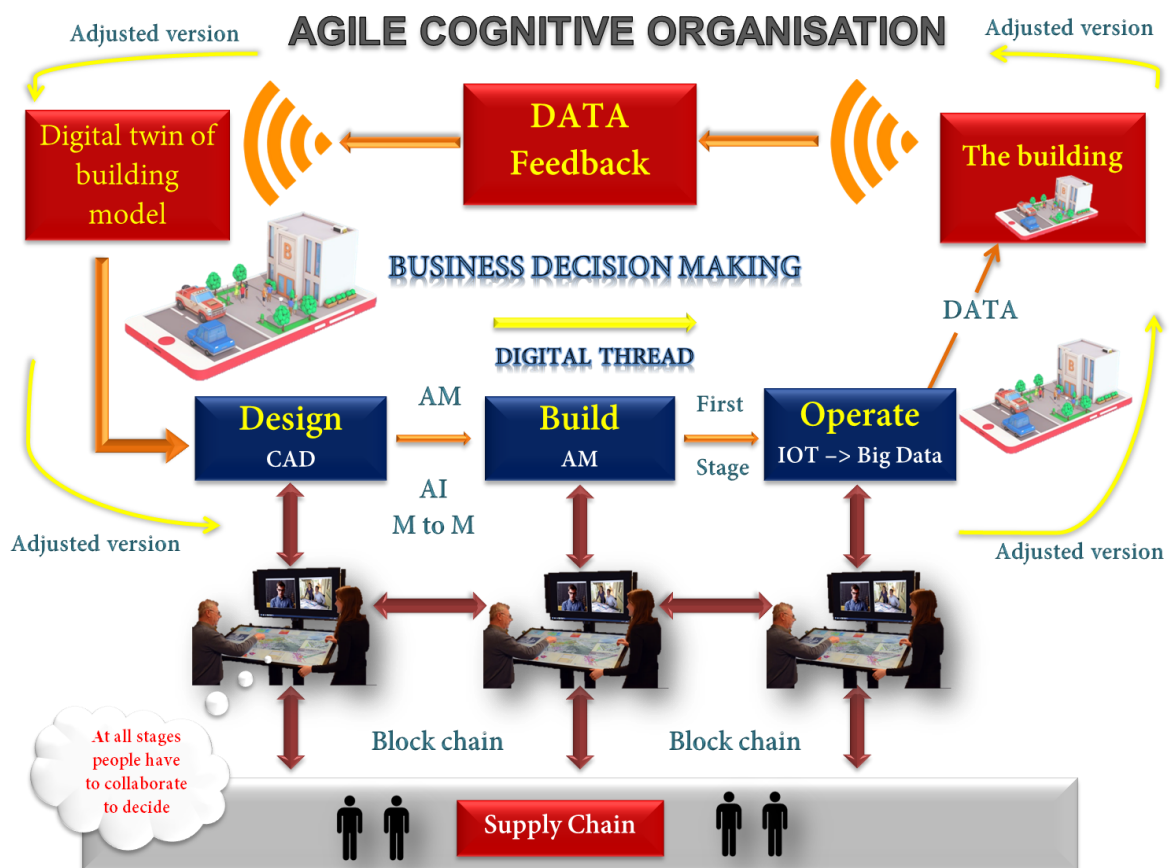 AGILE COGNITIVE ORGANISATION
Adjusted version
Adjusted version
Digital twin of
building
model
DATA
Feedback
The building
B
BUSINESS DECISION MAKING
DIGITAL THREAD
DATA
B
Design
CAD
AM
AI
M to M
Build
AM
First
Stage
Operate
IOT –> Big Data
Adjusted version
Adjusted version
At all stages
people have
to collaborate
to decide
Block chain
Block chain
Supply Chain